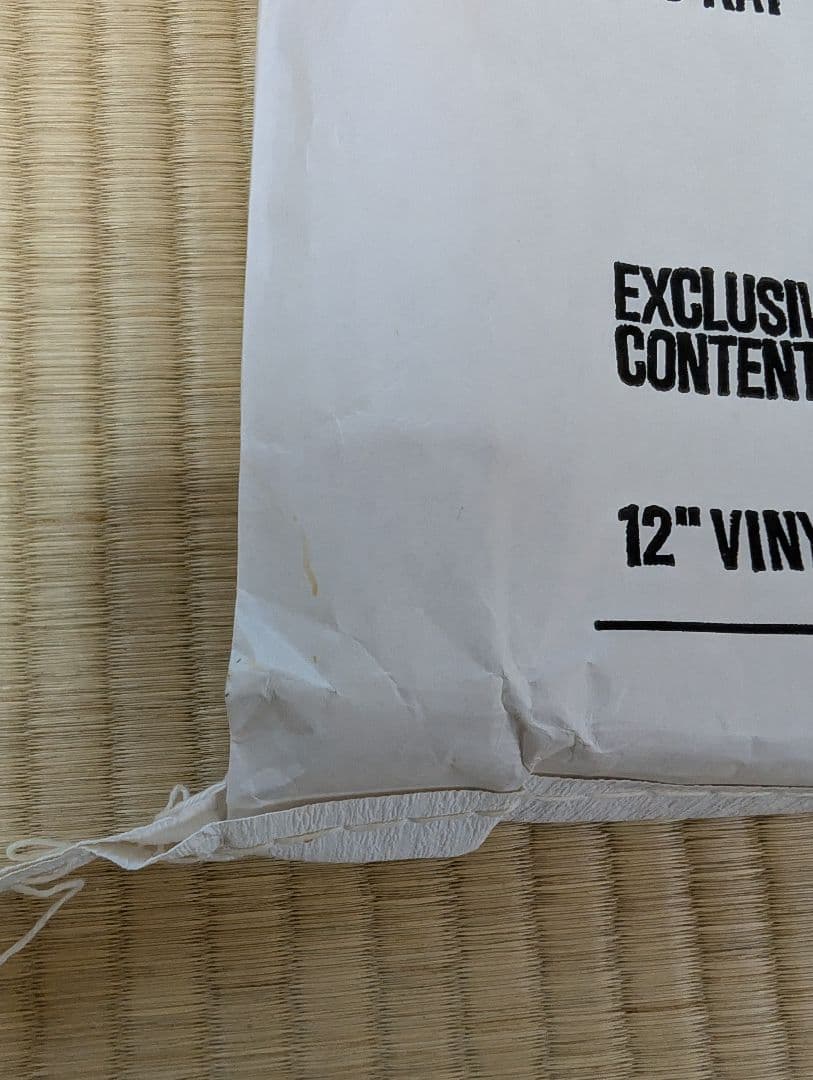 EXCLUSIV
CONTENT
12" VINY